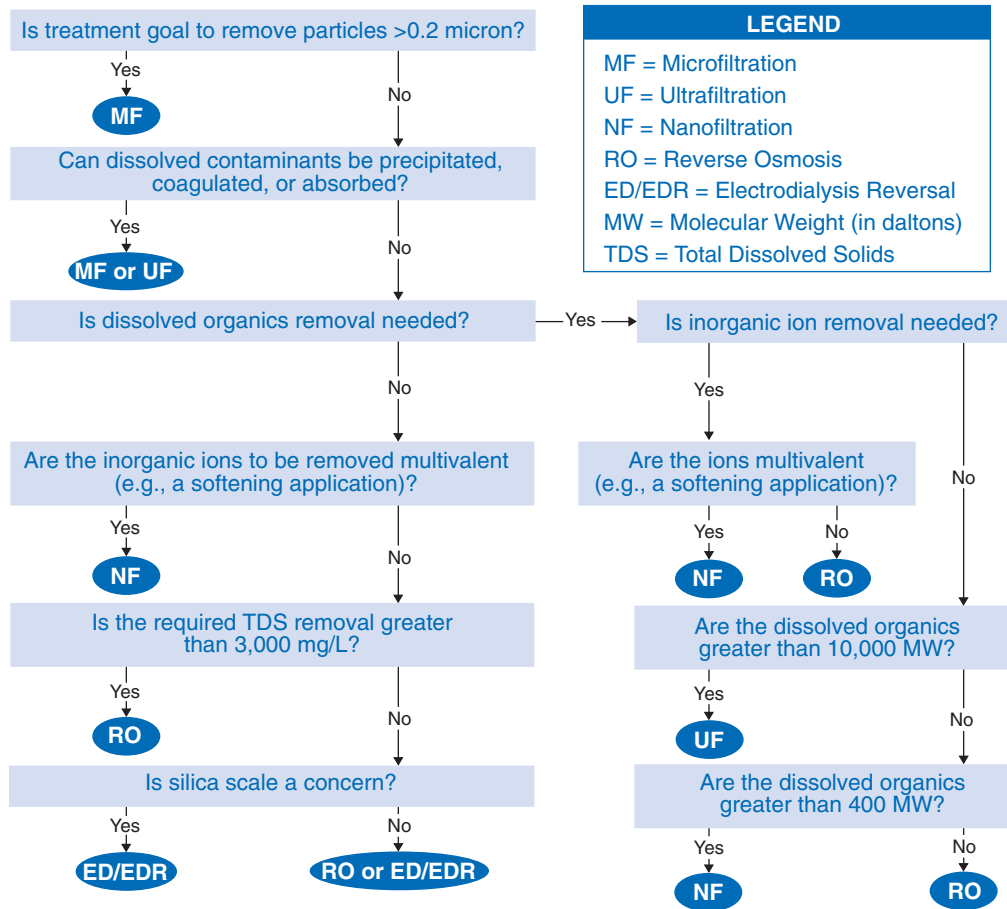 Is treatment goal to remove particles >0.2 micron?
Yes
No
MF
Can dissolved contaminants be precipitated,
coagulated, or absorbed?
Yes
No
MF or UF
Is dissolved organics removal needed?
Yes
No
Are the inorganic ions to be removed multivalent
(e.g., a softening application)?
Yes
No
NF
Is the required TDS removal greater
than 3,000 mg/L?
Yes
No
RO
Is silica scale a concern?
Yes
No
ED/EDR
RO or ED/EDR
LEGEND
MF = Microfiltration
UF = Ultrafiltration
NF = Nanofiltration
RO = Reverse Osmosis
ED/EDR = Electrodialysis Reversal
MW = Molecular Weight (in daltons)
TDS = Total Dissolved Solids
Is inorganic ion removal needed?
Yes
No
Are the ions multivalent
(e.g., a softening application)?
Yes
No
NF
RO
Are the dissolved organics
greater than 10,000 MW?
Yes
No
UF
Are the dissolved organics
greater than 400 MW?
Yes
No
NF
RO